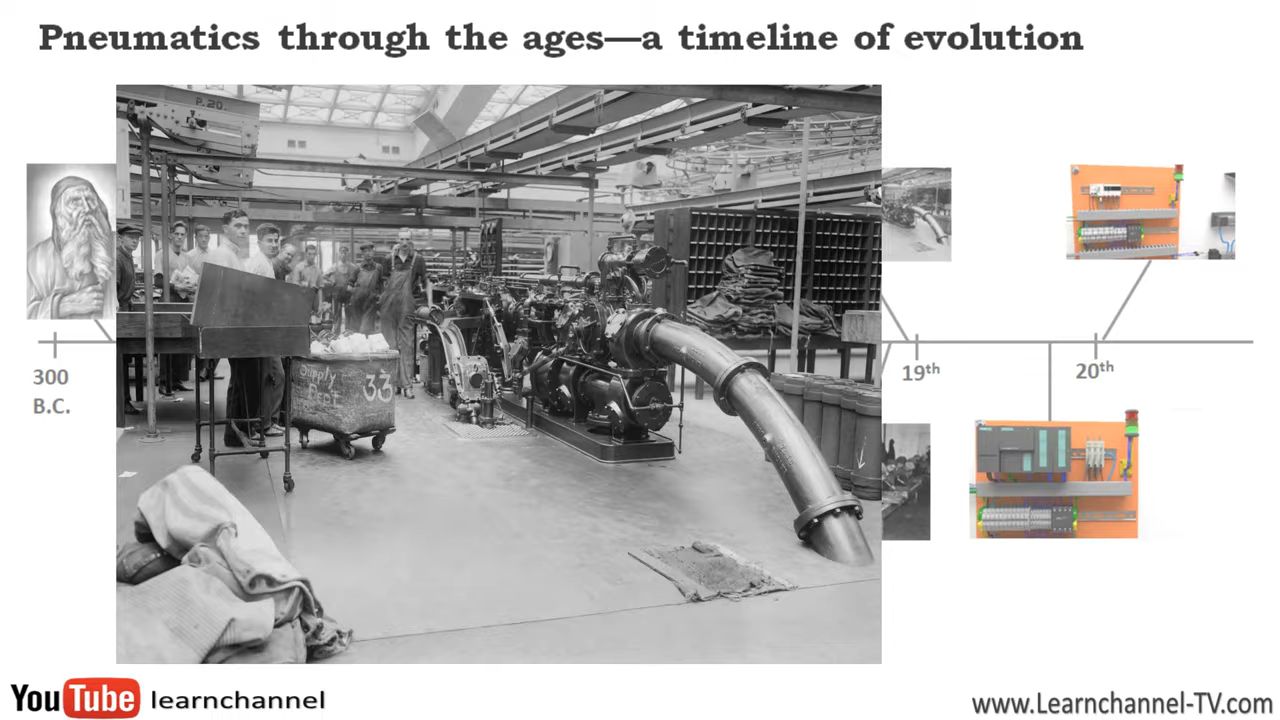 Pneumatics through the ages—a timeline of evolution
P. 20.
Supply
Dept
33
300
B.C.
19th
20th
YouTube learnchannel
www.Learnchannel-TV.com